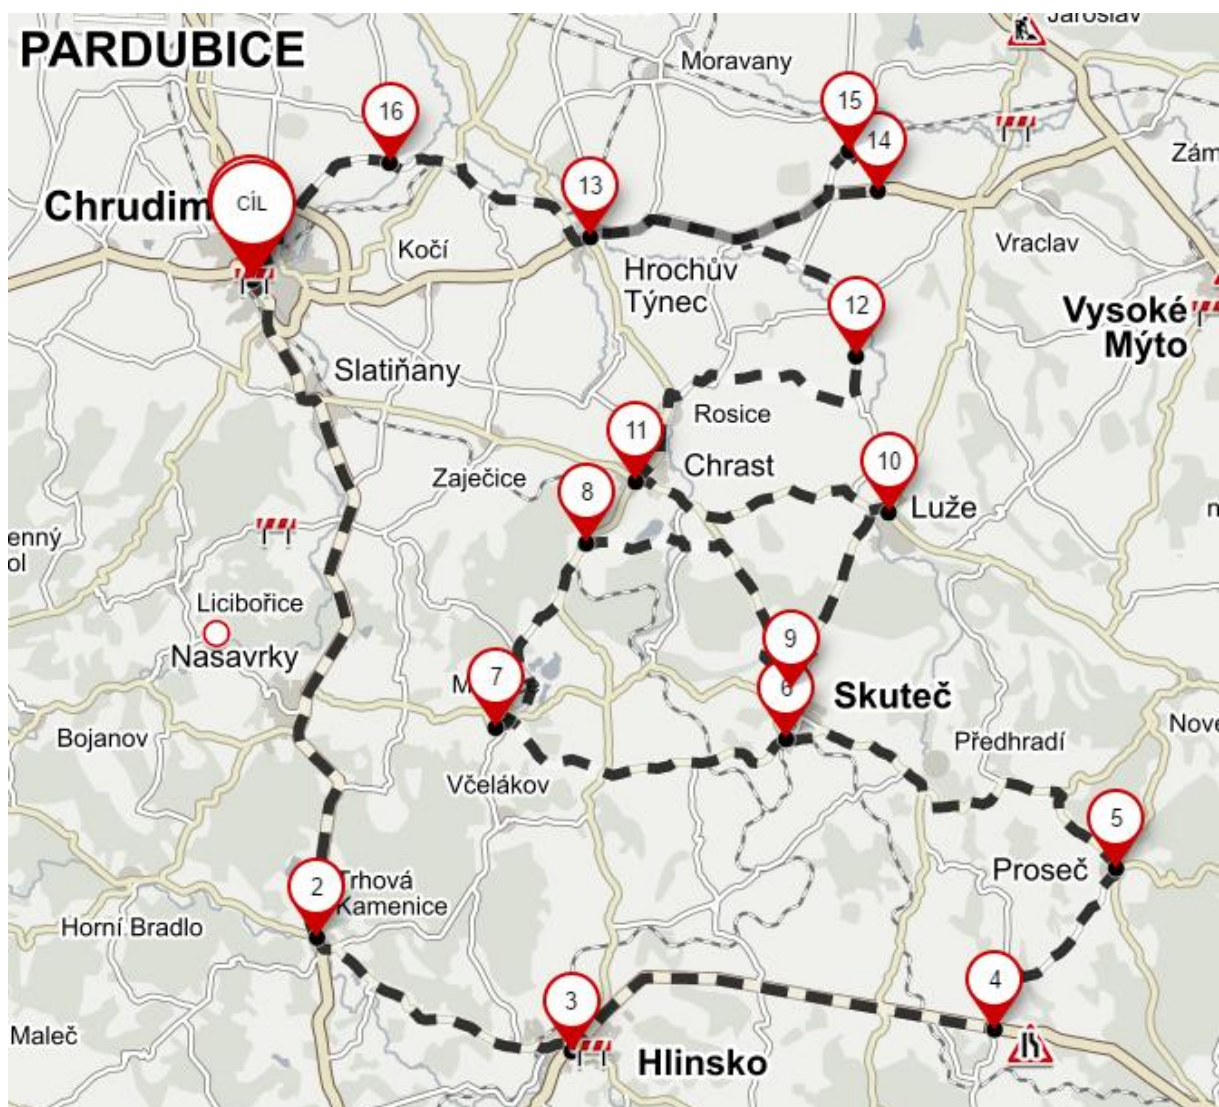 Jaroslav
PARDUBICE
Moravany
16
15
14
Zám
13
Chrudim
CÍL
Kočí
Vraclav
Hrochův
Týnec
12
Vysoké
Mýto
Slatiňany
Rosice
11
Chrast
10
Zaječice
8
Luže
enný
ol
n
Licibořice
9
Nasavrky
7
M
6
Skuteč
Nové
Bojanov
Předhradí
Včelákov
5
Proseč
2
Trhová
Kamenice
Horní Bradlo
4
3
Maleč
Hlinsko